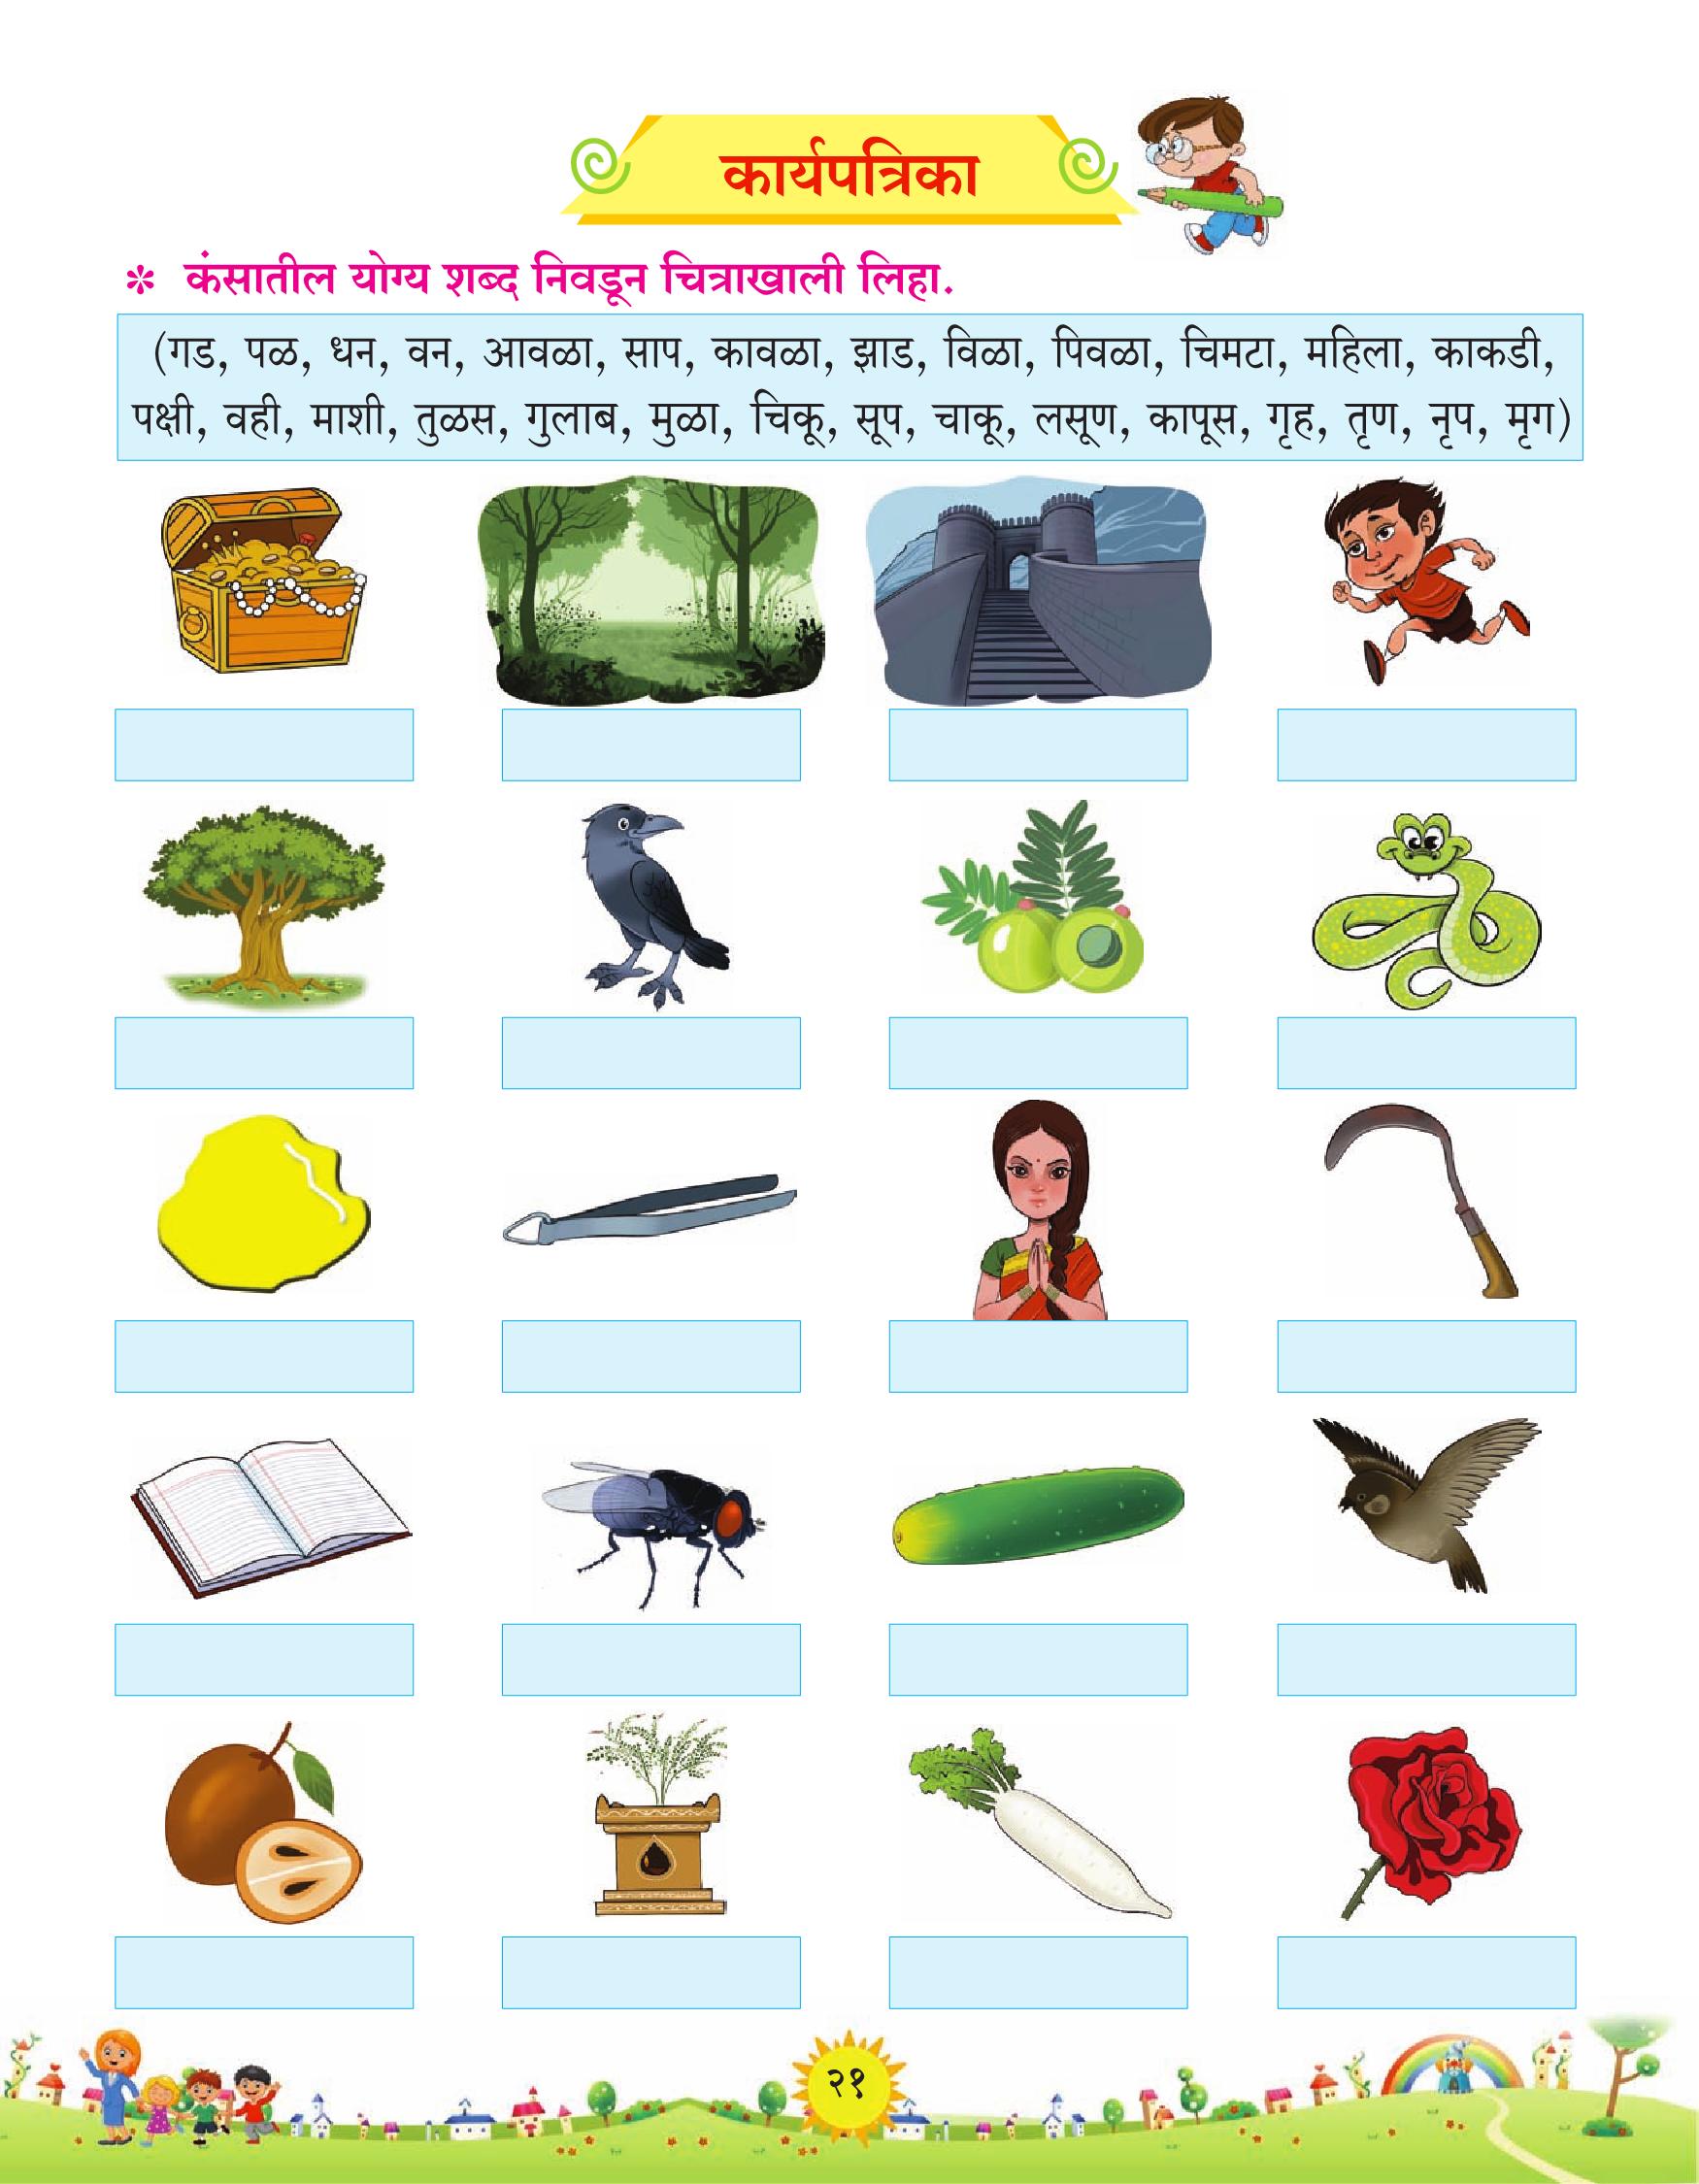 कार्यपत्रिका
* कंसातील योग्य शब्द निवडून चित्राखाली लिहा.
(गड, पळ, धन, वन, आवळा, साप, कावळा, झाड, विळा, पिवळा, चिमटा, महिला, काकडी,
पक्षी, वही, माशी, तुळस, गुलाब, मुळा, चिकू, सूप, चाकू, लसूण, कापूस, गृह, तृण, नृप, मृग)
२१